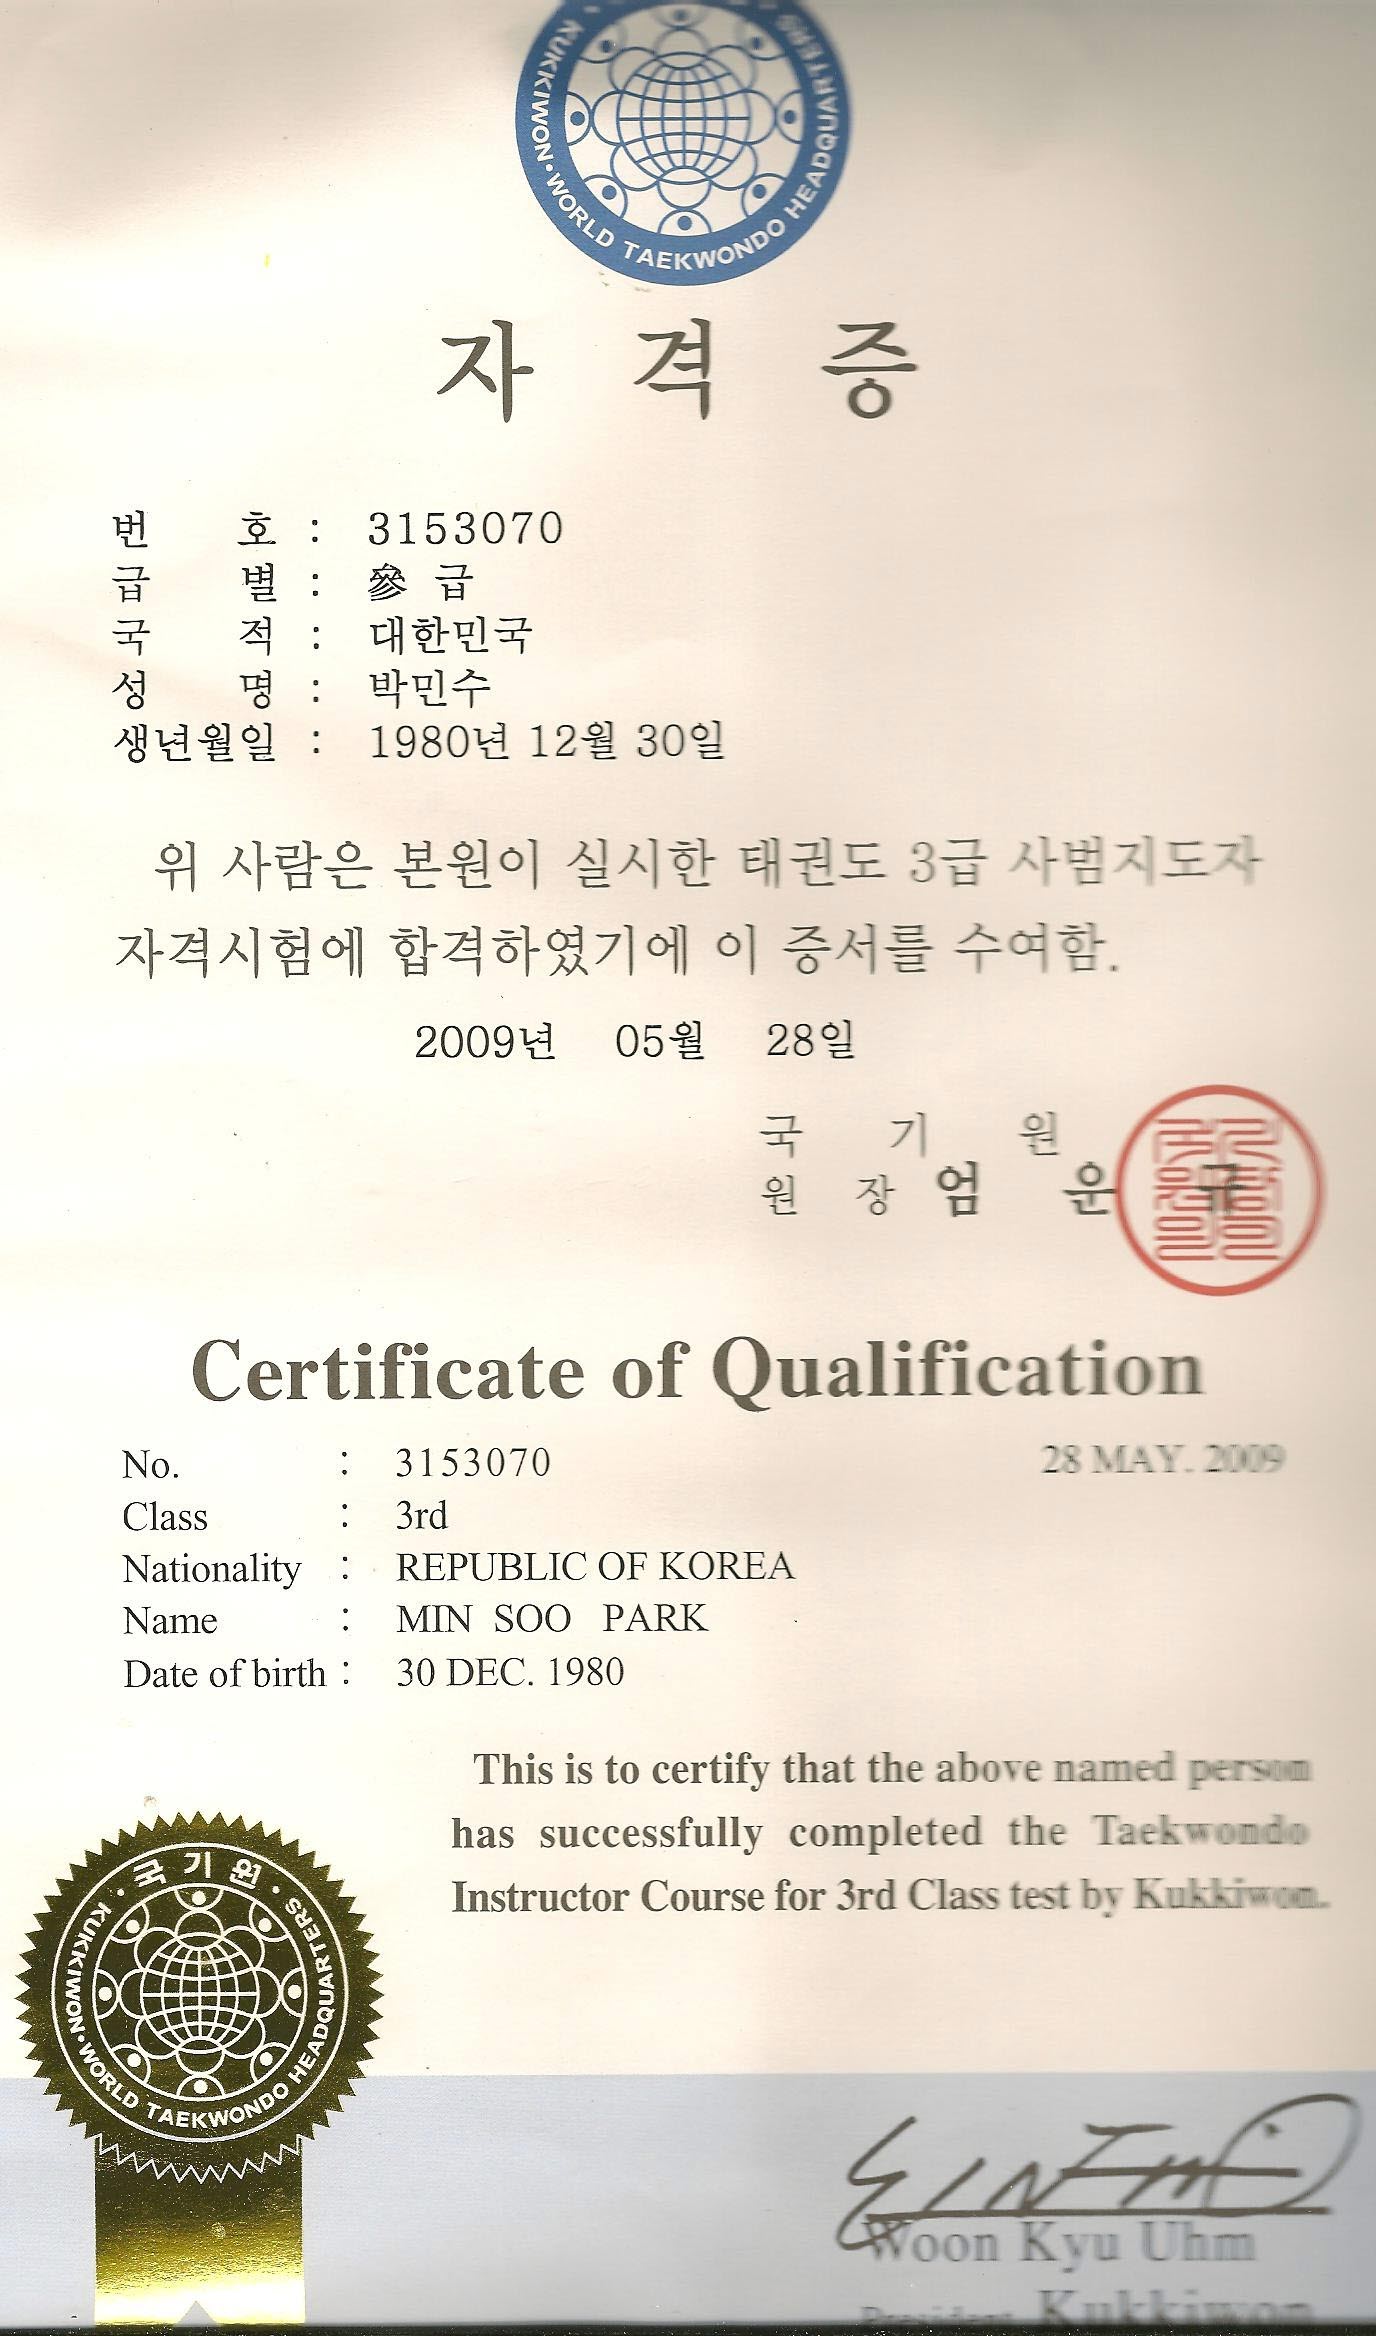 KUKKIWON · WORLD TAEKWONDO HEADQUARTERS
자 격 증
번 호 : 3153070
급 별 : 參 급
국 적 : 대한민국
성 명 : 박민수
생년월일 : 1980년 12월 30일
위 사람은 본원이 실시한 태권도 3급 사범지도자
자격시험에 합격하였기에 이 증서를 수여함.
2009년 05월 28일
국 기 원
원 장 엄 운 규
Certificate of Qualification
No. : 3153070 28 MAY. 2009
Class : 3rd
Nationality : REPUBLIC OF KOREA
Name : MIN SOO PARK
Date of birth : 30 DEC. 1980
This is to certify that the above named person
has successfully completed the Taekwondo
Instructor Course for 3rd Class test by Kukkiwon.
국기원 · KUKKIWON · WORLD TAEKWONDO HEADQUARTERS ·
Woon Kyu Uhm
President Kukkiwon